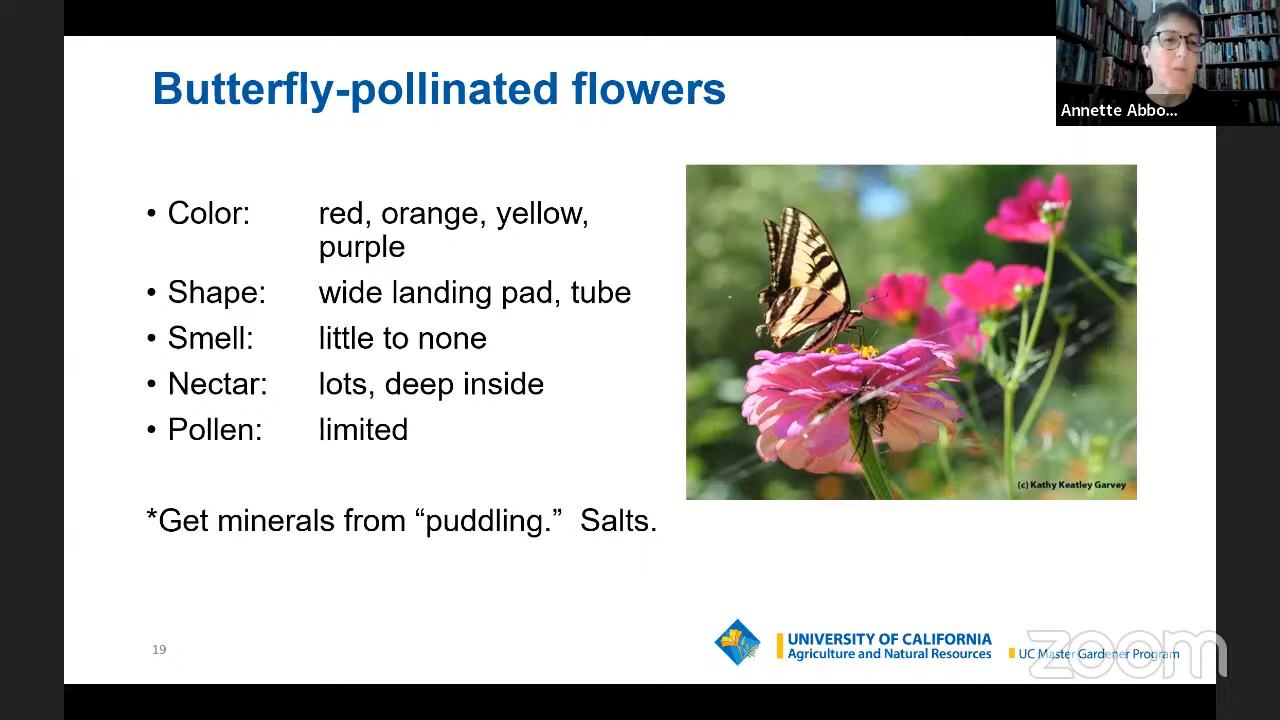 Butterfly-pollinated flowers
Annette Abbo...
• Color: red, orange, yellow,
purple
• Shape: wide landing pad, tube
• Smell: little to none
• Nectar: lots, deep inside
• Pollen: limited
(c) Kathy Keatley Garvey
*Get minerals from “puddling.” Salts.
19
UNIVERSITY OF CALIFORNIA
Agriculture and Natural Resources
UC Master Gardener Program
zoom